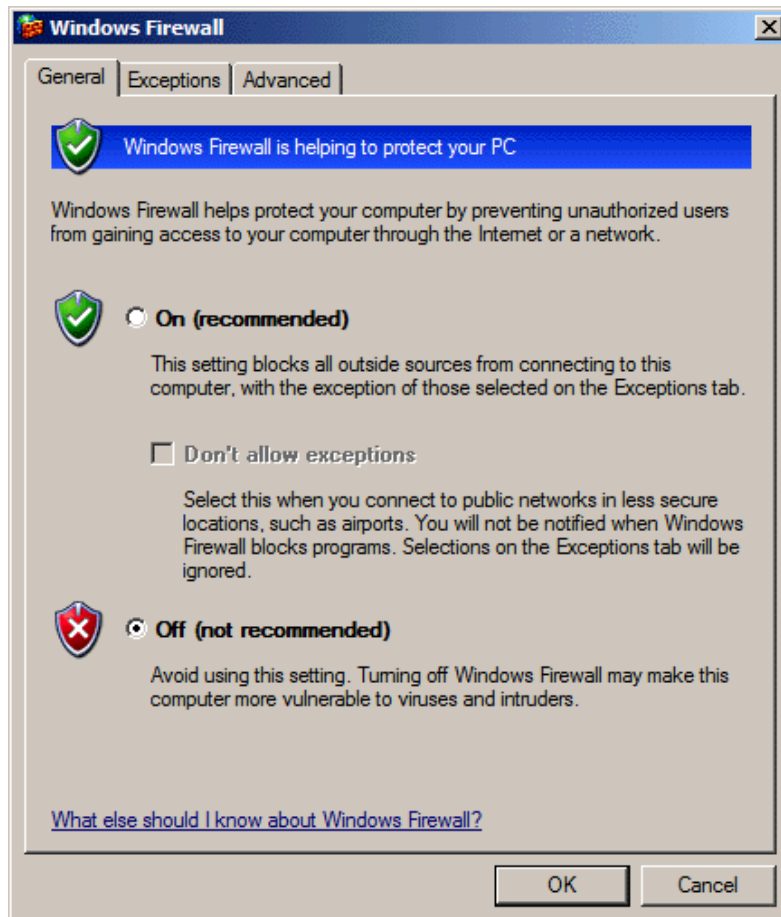 Windows Firewall
General
Exceptions
Advanced
Windows Firewall is helping to protect your PC
Windows Firewall helps protect your computer by preventing unauthorized users
from gaining access to your computer through the Internet or a network.
On (recommended)
This setting blocks all outside sources from connecting to this
computer, with the exception of those selected on the Exceptions tab.
Don't allow exceptions
Select this when you connect to public networks in less secure
locations, such as airports. You will not be notified when Windows
Firewall blocks programs. Selections on the Exceptions tab will be
ignored.
Off (not recommended)
Avoid using this setting. Turning off Windows Firewall may make this
computer more vulnerable to viruses and intruders.
What else should I know about Windows Firewall?
OK
Cancel